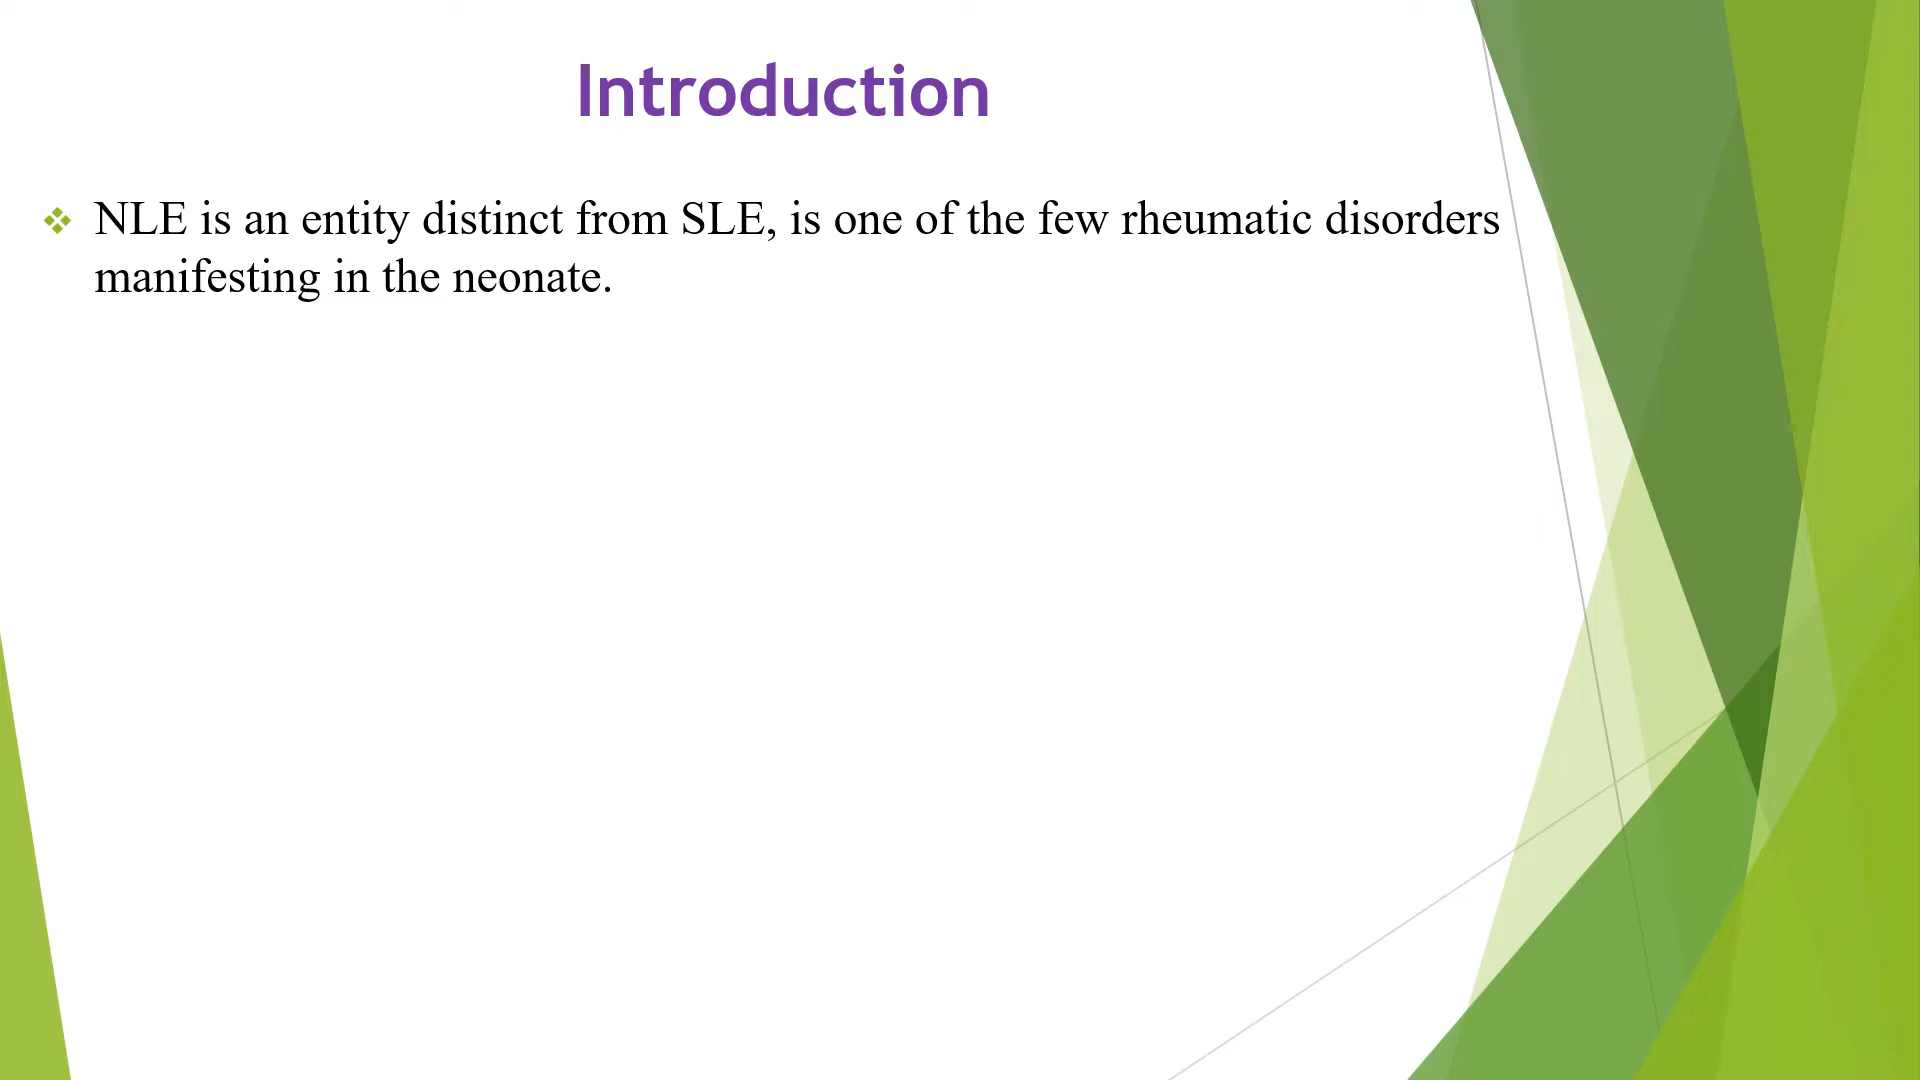 Introduction
NLE is an entity distinct from SLE, is one of the few rheumatic disorders
manifesting in the neonate.